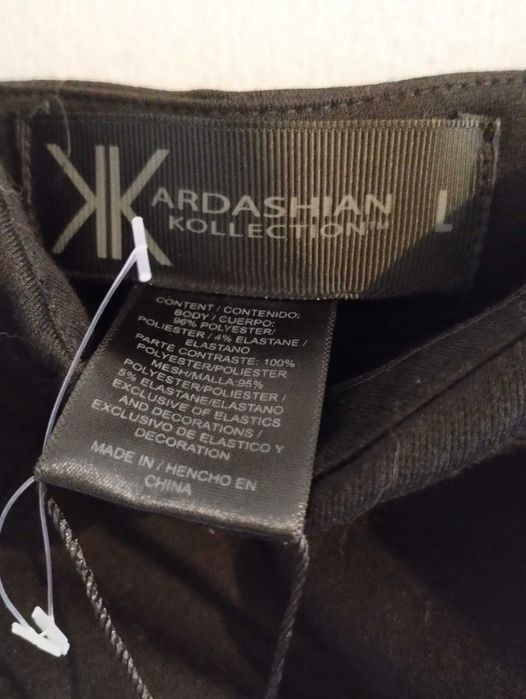 KARDASHIAN
KOLLECTION™
L
CONTENT / CONTENIDO:
BODY / CUERPO:
96% POLYESTER/
POLIESTER / 4% ELASTANE /
ELASTANO
PARTE CONTRASTE: 100%
POLYESTER/POLIESTER
MESH/MALLA:95%
POLYESTER/POLIESTER /
5% ELASTANE/ELASTANO
EXCLUSIVE OF ELASTICS
AND DECORATIONS /
EXCLUSIVO DE ELASTICO Y
DECORATION
MADE IN / HENCHO EN
CHINA